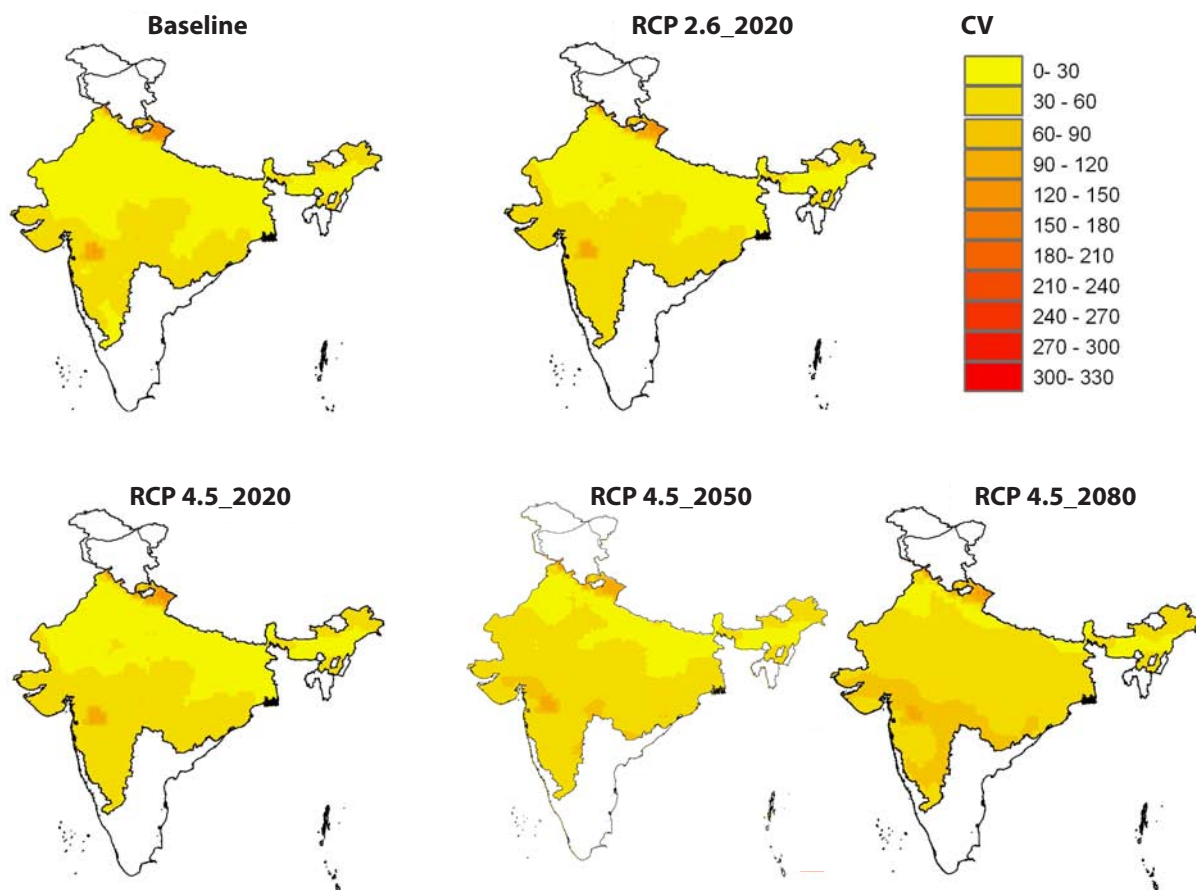 Baseline
RCP 2.6_2020
CV
0- 30
30 - 60
60 - 90
90 - 120
120 - 150
150 - 180
180 - 210
210 - 240
240 - 270
270 - 300
300- 330
RCP 4.5_2020
RCP 4.5_2050
RCP 4.5_2080